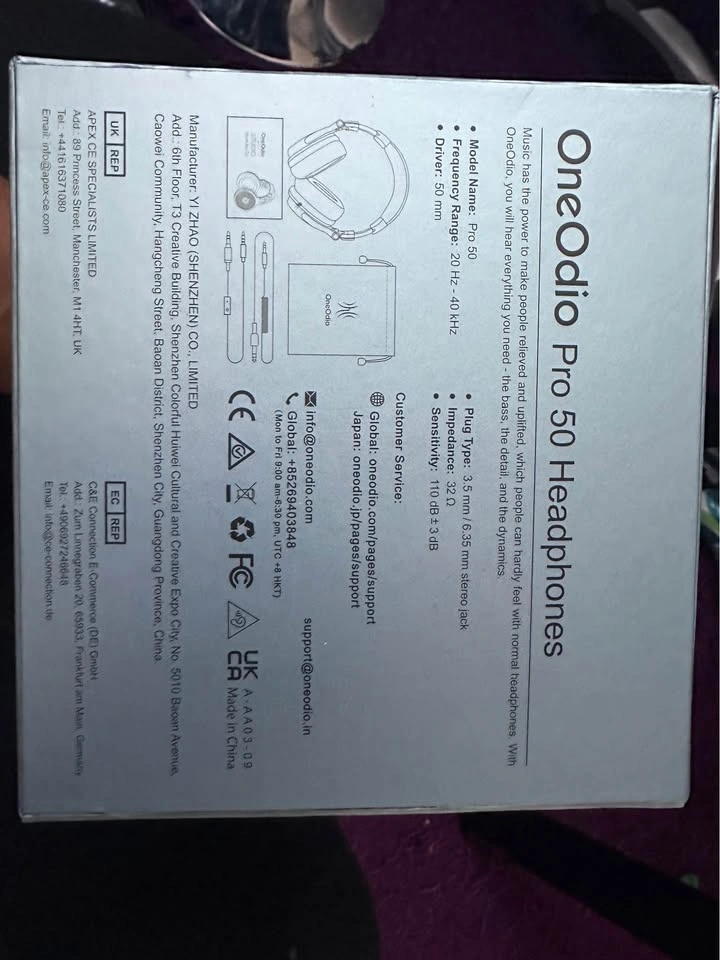 OneOdio Pro 50 Headphones
Music has the power to make people relieved and uplifted, which people can hardly feel with normal headphones. With
OneOdio, you will hear everything you need - the bass, the detail, and the dynamics.
• Model Name: Pro 50
• Frequency Range: 20 Hz - 40 kHz
• Driver: 50 mm
• Plug Type: 3.5 mm / 6.35 mm stereo jack
• Impedance: 32 Ω
• Sensitivity: 110 dB ± 3 dB
OneOdio
OneOdio
STUDIO
Customer Service:
Global: oneodio.com/pages/support
Japan: oneodio.jp/pages/support
info@oneodio.com
support@oneodio.in
Global: +85269403848
(Mon to Fri 9:00 am-6:30 pm, UTC +8 HKT)
CE
FC
UK
CA
A-AA03-09
Made in China
Manufacturer: YI ZHAO (SHENZHEN) CO., LIMITED
Add.: 6th Floor, T3 Creative Building, Shenzhen Colorful Huiwei Cultural and Creative Expo City, No. 5010 Baoan Avenue,
Caowei Community, Hangcheng Street, Baoan District, Shenzhen City, Guangdong Province, China
UK REP
APEX CE SPECIALISTS LIMITED
Add.: 89 Princess Street, Manchester, M1 4HT, UK
Tel.: +441616371080
Email: info@apex-ce.com
EC REP
C&E Connection E-Commerce (DE) GmbH
Add.: Zum Linnegraben 20, 65933, Frankfurt am Main, Germany
Tel.: +4906927246648
Email: info@ce-connection.de